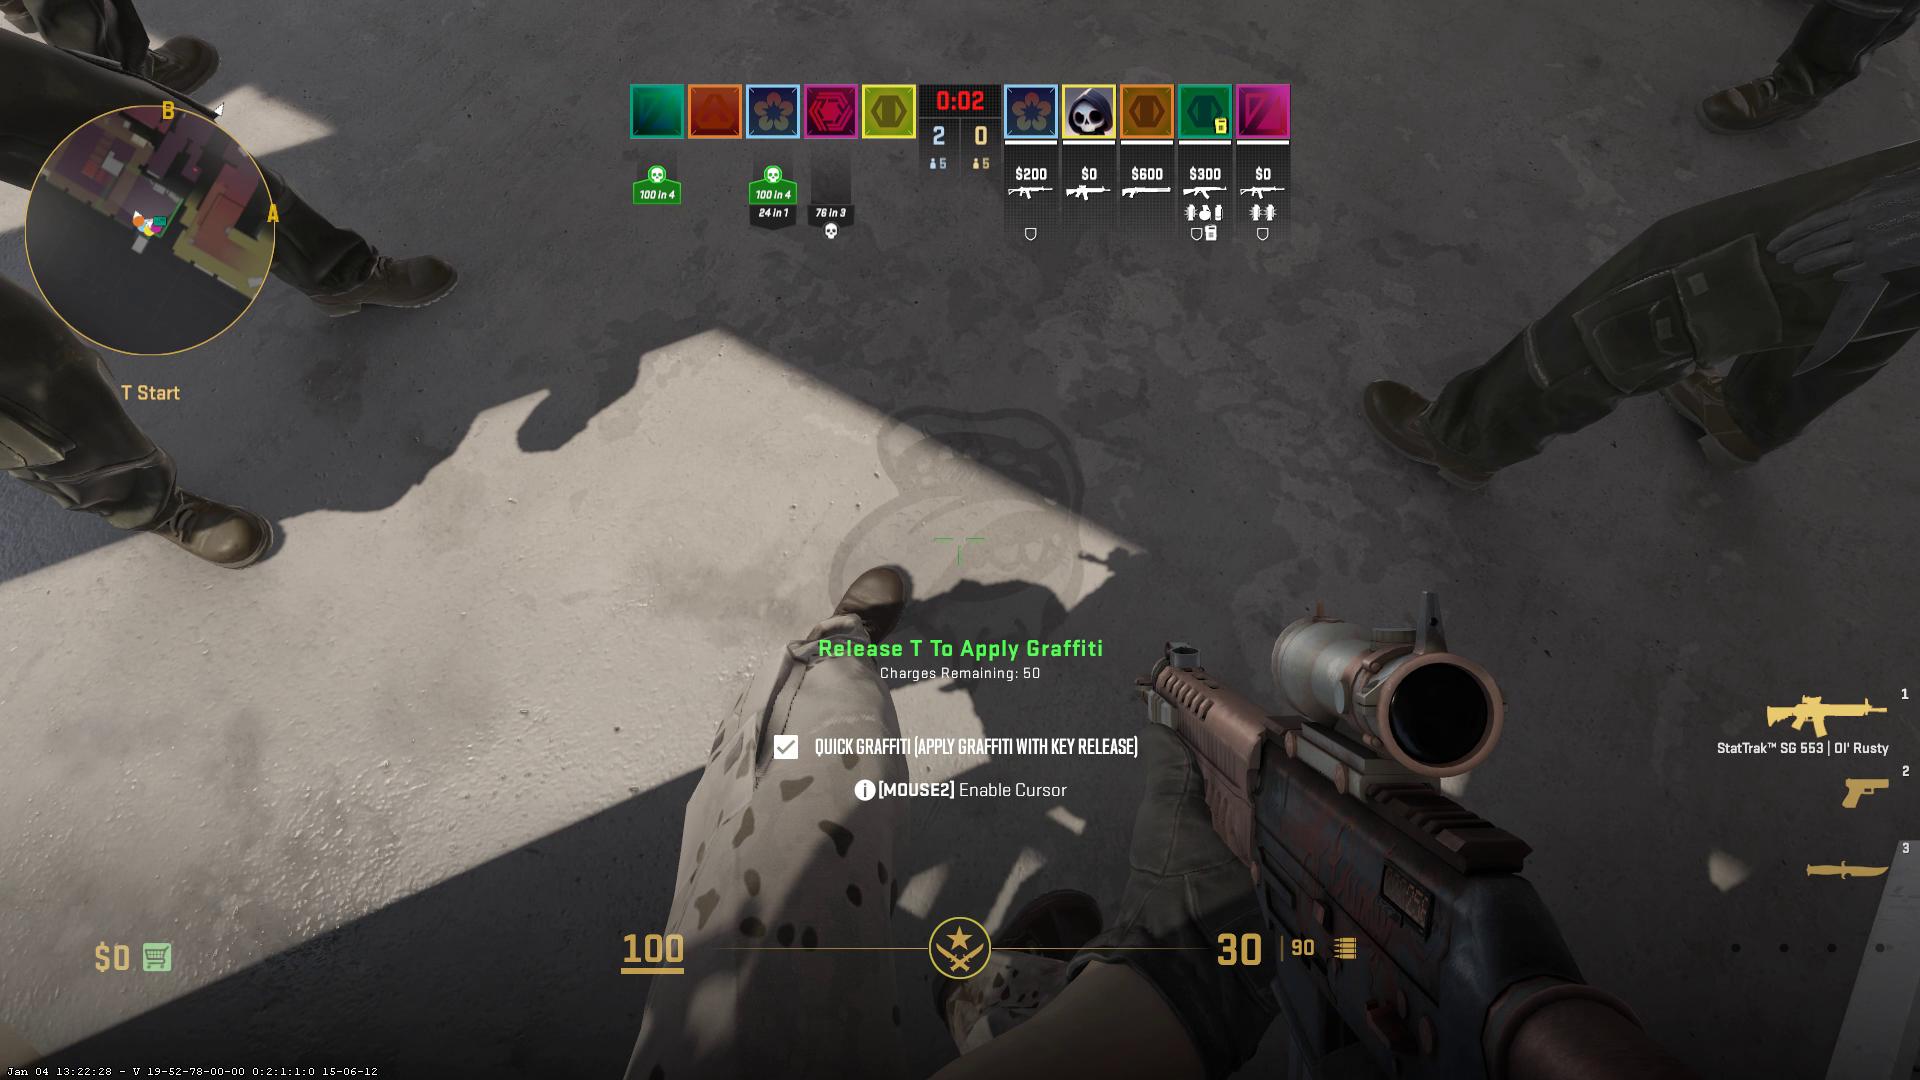 B
0:02
2 0
5 5
A
100 in 4
100 in 4
24 in 1
76 in 3
$200
$0
$600
$300
$0
T Start
Release T To Apply Graffiti
Charges Remaining: 50
QUICK GRAFFITI (APPLY GRAFFITI WITH KEY RELEASE)
[MOUSE2] Enable Cursor
1
StatTrak™ SG 553 | Ol' Rusty
2
3
$0
100
30 | 90
Jan 04 13:22:28 - V 19-52-78-00-00 0:2:1:1:0 15-06-12